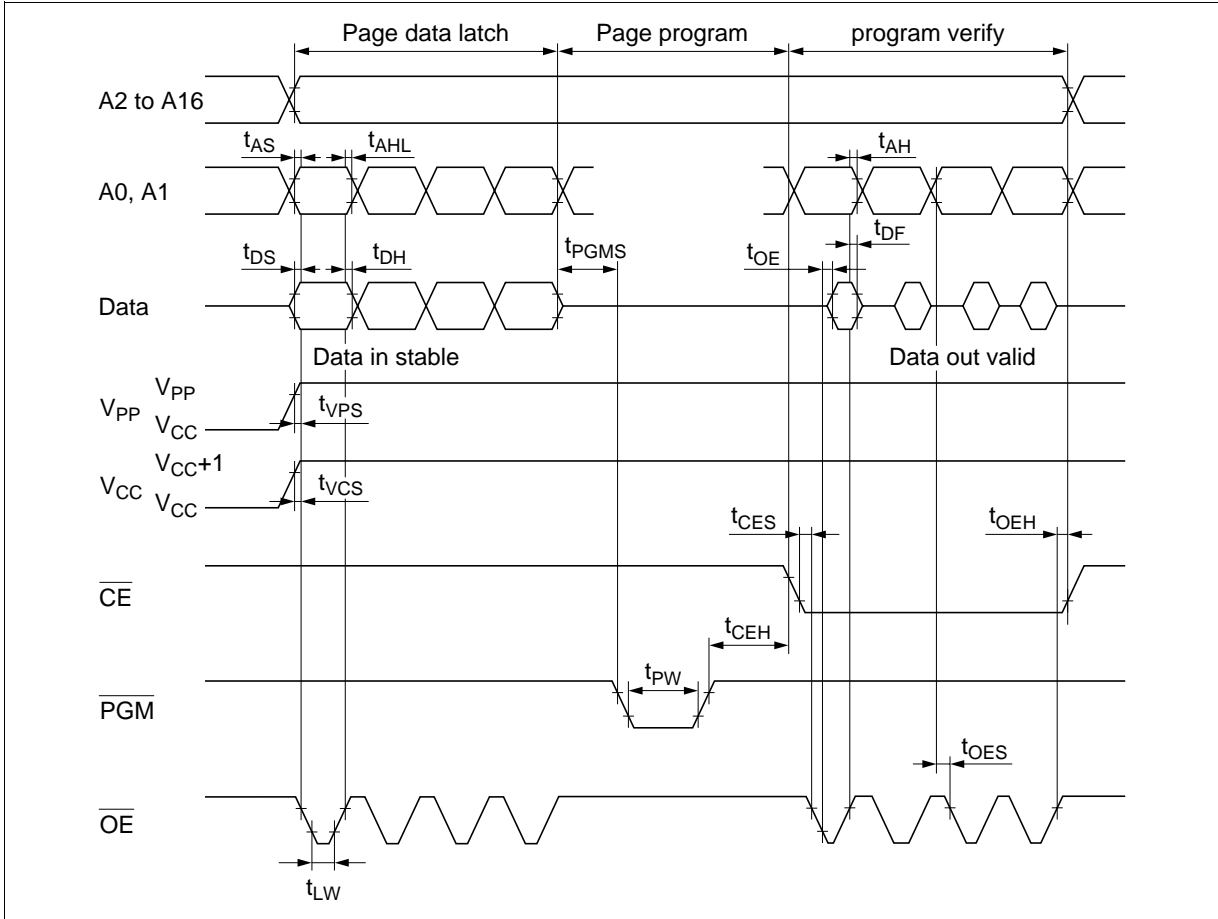 Page data latch Page program program verify
A2 to A16
tAS tAHL tAH
A0, A1
tDS tDH tPGMS tOE tDF
Data
Data in stable Data out valid
VPP VPP
VCC
tVPS
VCC VCC+1
VCC
tVCS
tCES tOEH
CE
tCEH
tPW
PGM
tOES
OE
tLW